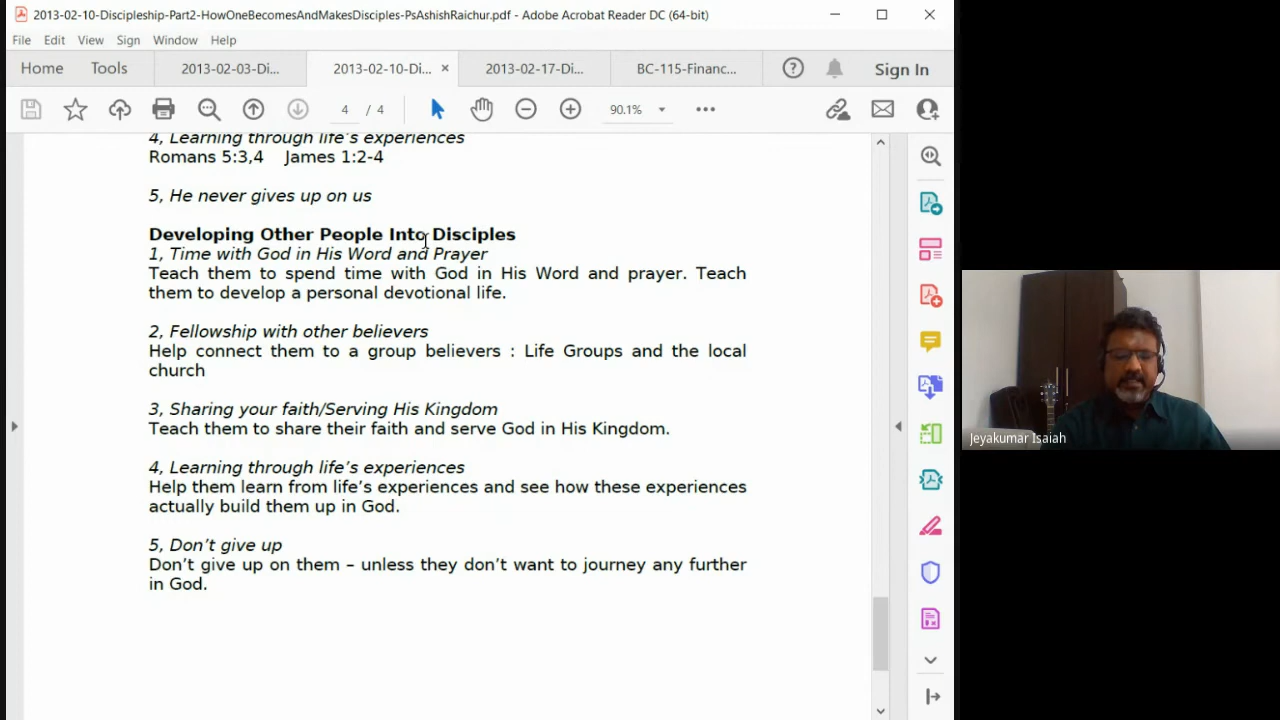 2013-02-10-Discipleship-Part2-HowOneBecomesAndMakesDisciples-PsAshishRaichur.pdf - Adobe Acrobat Reader DC (64-bit)
File Edit View Sign Window Help
Home Tools 2013-02-03-Di... 2013-02-10-Di... × 2013-02-17-Di... BC-115-Financ... Sign In
4 / 4 90.1%
4, Learning through life's experiences
Romans 5:3,4 James 1:2-4
5, He never gives up on us
Developing Other People Into Disciples
1, Time with God in His Word and Prayer
Teach them to spend time with God in His Word and prayer. Teach
them to develop a personal devotional life.
2, Fellowship with other believers
Help connect them to a group believers : Life Groups and the local
church
3, Sharing your faith/Serving His Kingdom
Teach them to share their faith and serve God in His Kingdom.
4, Learning through life's experiences
Help them learn from life's experiences and see how these experiences
actually build them up in God.
5, Don't give up
Don't give up on them – unless they don't want to journey any further
in God.
Jeyakumar Isaiah